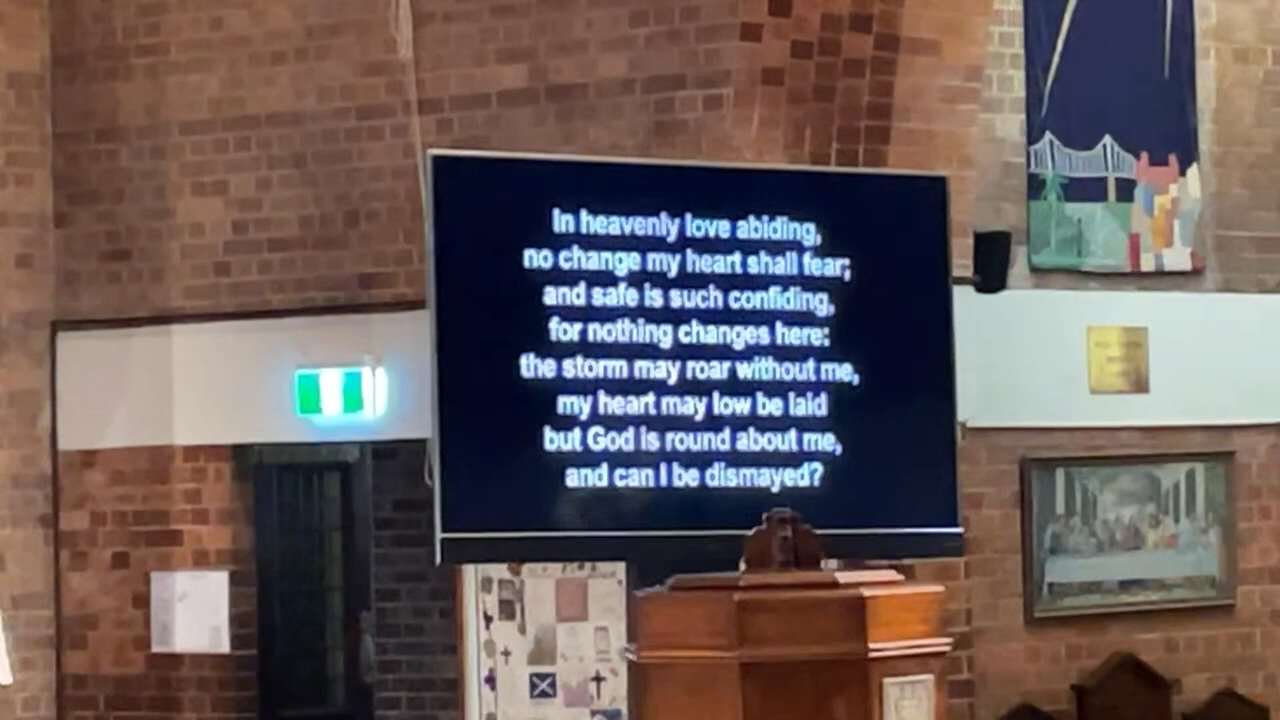 In heavenly love abiding,
no change my heart shall fear;
and safe is such confiding,
for nothing changes here:
the storm may roar without me,
my heart may low be laid
but God is round about me,
and can I be dismayed?